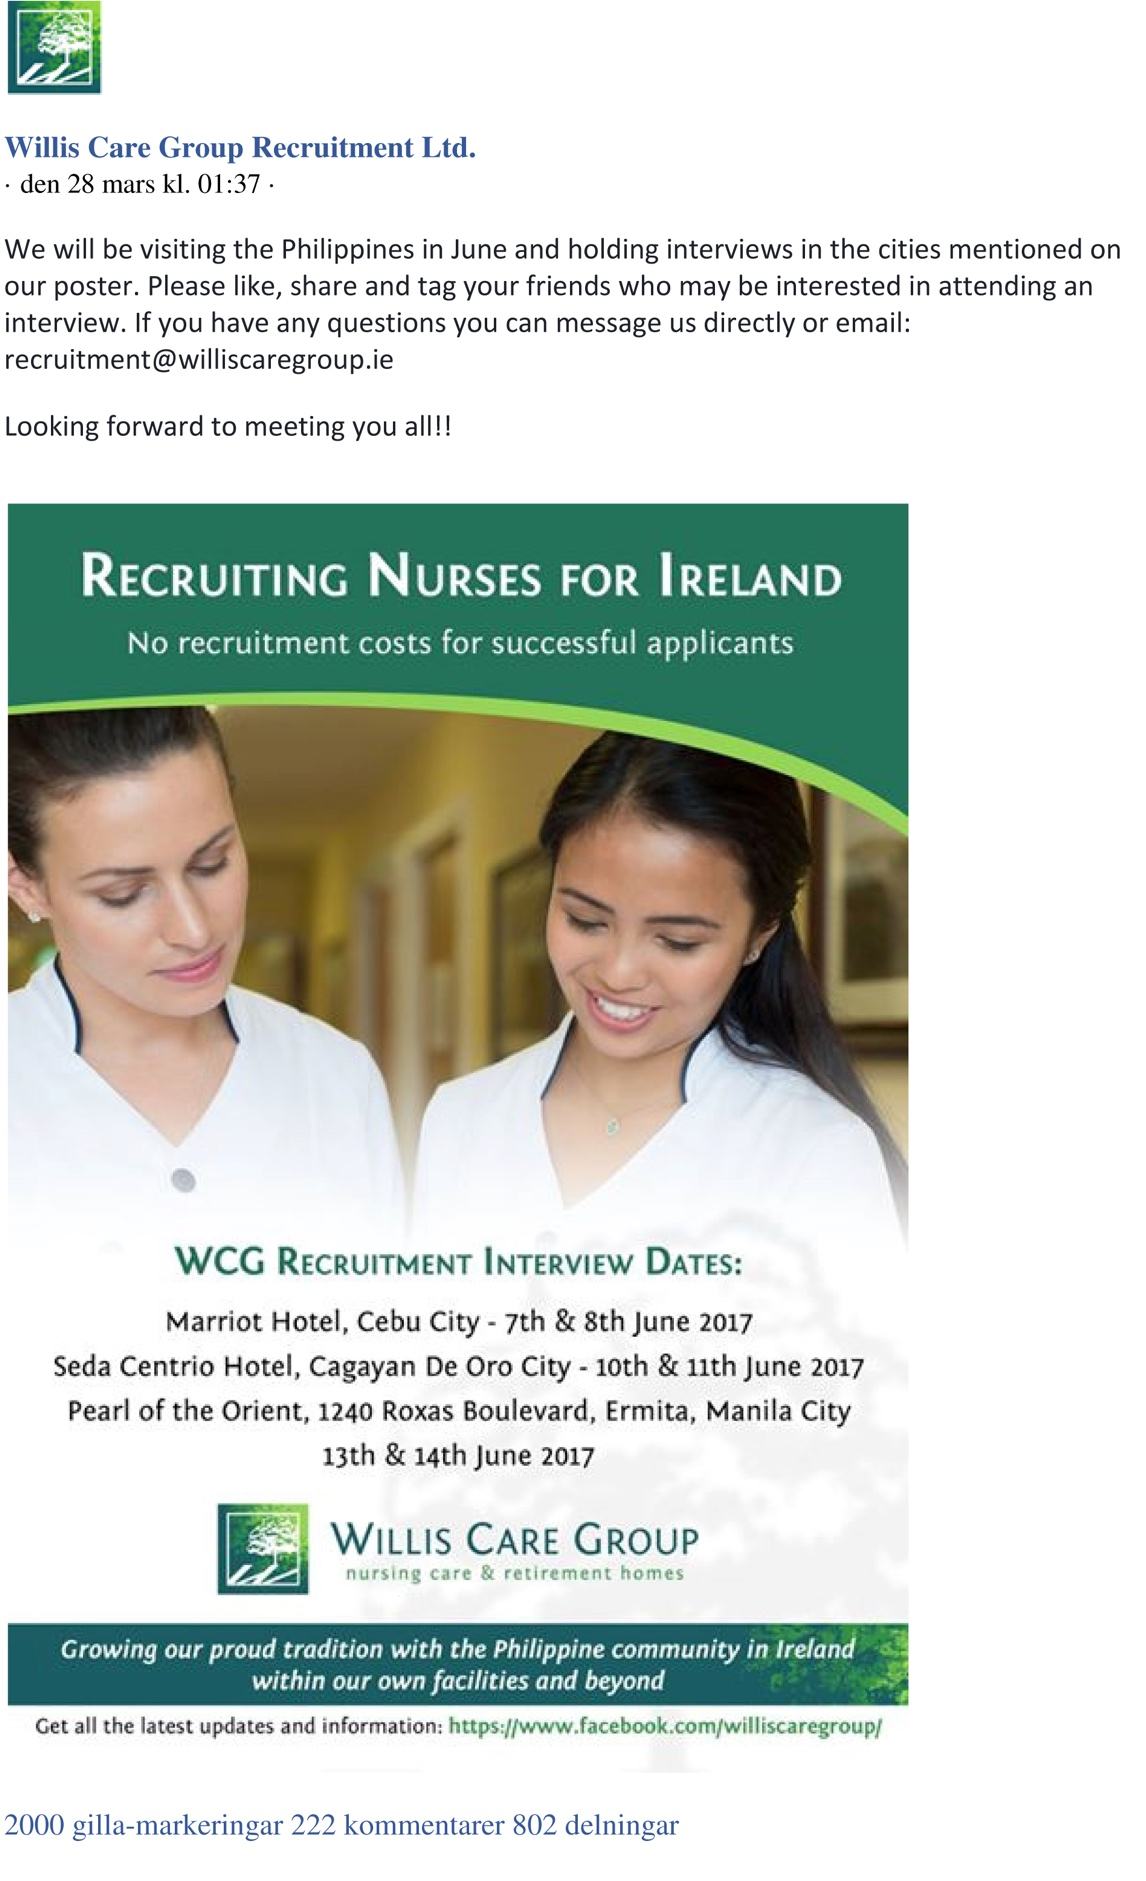 Willis Care Group Recruitment Ltd.
· den 28 mars kl. 01:37 ·
We will be visiting the Philippines in June and holding interviews in the cities mentioned on
our poster. Please like, share and tag your friends who may be interested in attending an
interview. If you have any questions you can message us directly or email:
recruitment@williscaregroup.ie
Looking forward to meeting you all!!
RECRUITING NURSES FOR IRELAND
No recruitment costs for successful applicants
WCG RECRUITMENT INTERVIEW DATES:
Marriot Hotel, Cebu City - 7th & 8th June 2017
Seda Centrio Hotel, Cagayan De Oro City - 10th & 11th June 2017
Pearl of the Orient, 1240 Roxas Boulevard, Ermita, Manila City
13th & 14th June 2017
WILLIS CARE GROUP
nursing care & retirement homes
Growing our proud tradition with the Philippine community in Ireland
within our own facilities and beyond
Get all the latest updates and information: https://www.facebook.com/williscaregroup/
2000 gilla-markeringar 222 kommentarer 802 delningar